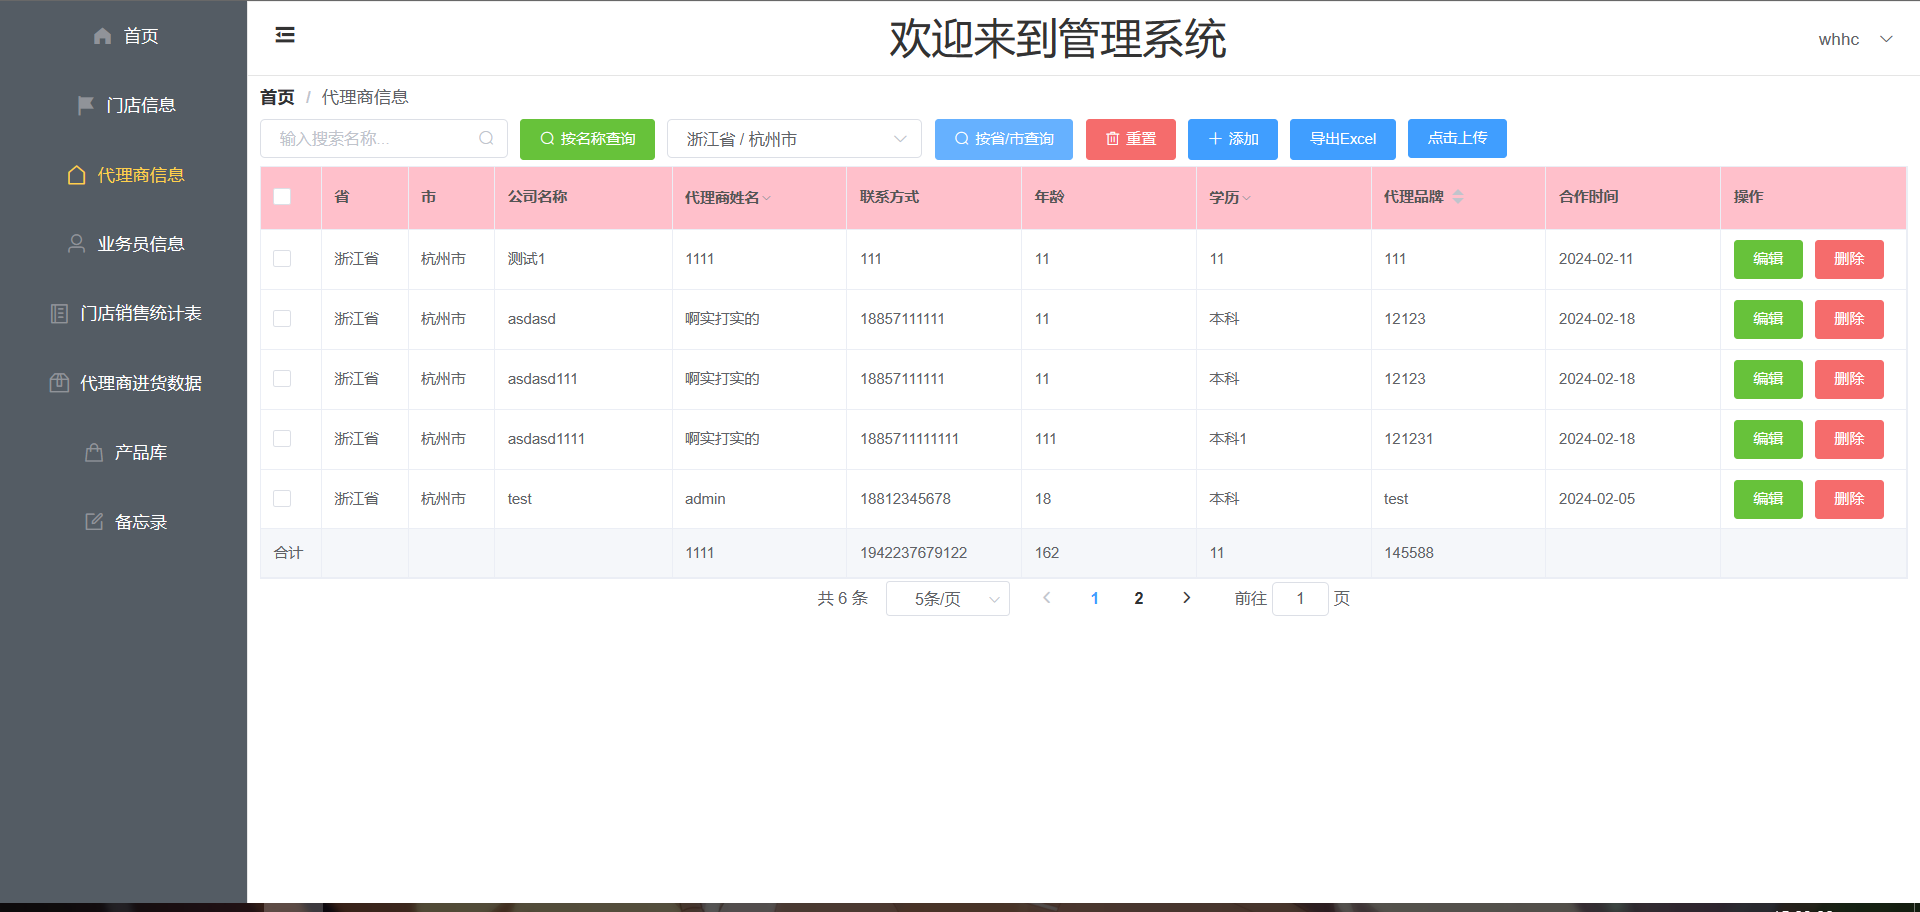 首页
门店信息
代理商信息
业务员信息
门店销售统计表
代理商进货数据
产品库
备忘录
欢迎来到管理系统
whhc
首页 / 代理商信息
输入搜索名称... 按名称查询 浙江省 / 杭州市 按省/市查询 重置 添加 导出Excel 点击上传
省 市 公司名称 代理商姓名 联系方式 年龄 学历 代理品牌 合作时间 操作
浙江省 杭州市 测试1 1111 111 11 11 111 2024-02-11 编辑 删除
浙江省 杭州市 asdasd 啊实打实的 18857111111 11 本科 12123 2024-02-18 编辑 删除
浙江省 杭州市 asdasd111 啊实打实的 18857111111 11 本科 12123 2024-02-18 编辑 删除
浙江省 杭州市 asdasd1111 啊实打实的 1885711111111 111 本科1 121231 2024-02-18 编辑 删除
浙江省 杭州市 test admin 18812345678 18 本科 test 2024-02-05 编辑 删除
合计 1111 1942237679122 162 11 145588
共 6 条 5条/页 1 2 前往 1 页